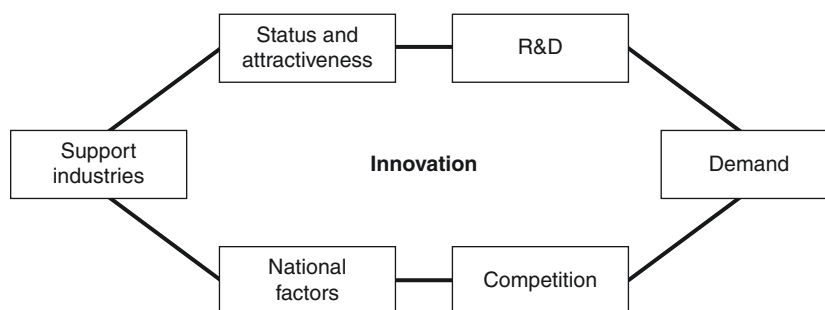 Status and
attractiveness
R&D
Support
industries
Innovation
Demand
National
factors
Competition